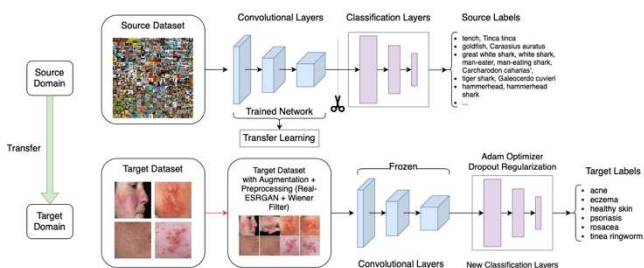 Source Dataset
Convolutional Layers
Classification Layers
Source Labels
• tench, Tinca tinca
• goldfish, Carassius auratus
• great white shark, white shark,
man-eater, man-eating shark,
Carcharodon caharias',
• tiger shark, Galeocerdo cuvieri
• hammerhead, hammerhead
shark
• ...
Source
Domain
Trained Network
Transfer Learning
Transfer
Target
Domain
Target Dataset
Target Dataset
with Augmentation +
Preprocessing (Real-
ESRGAN + Wiener
Filter)
Frozen
Convolutional Layers
Adam Optimizer
Dropout Regularization
New Classification Layers
Target Labels
• acne
• eczema
• healthy skin
• psoriasis
• rosacea
• tinea ringworm